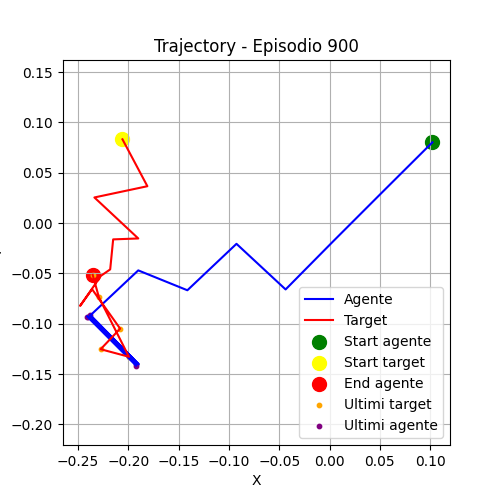 Trajectory - Episodio 900
0.15
0.10
0.05
0.00
−0.05
−0.10
−0.15
−0.20
−0.25
−0.20
−0.15
−0.10
−0.05
0.00
0.05
0.10
X
Agente
Target
Start agente
Start target
End agente
Ultimi target
Ultimi agente